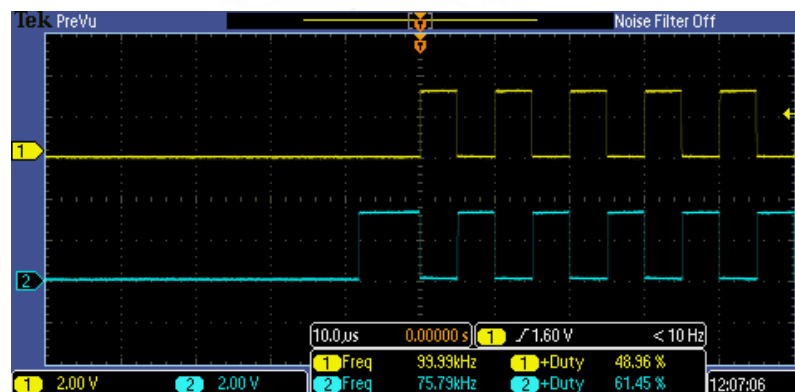 Tek PreVu Noise Filter Off
T
T
1
2
10.0µs 0.00000 s 1 1.60 V < 10 Hz
1 Freq 99.99kHz 1 +Duty 48.96 %
1 2.00 V 2 2.00 V 2 Freq 75.79kHz 2 +Duty 61.45 % 12:07:06